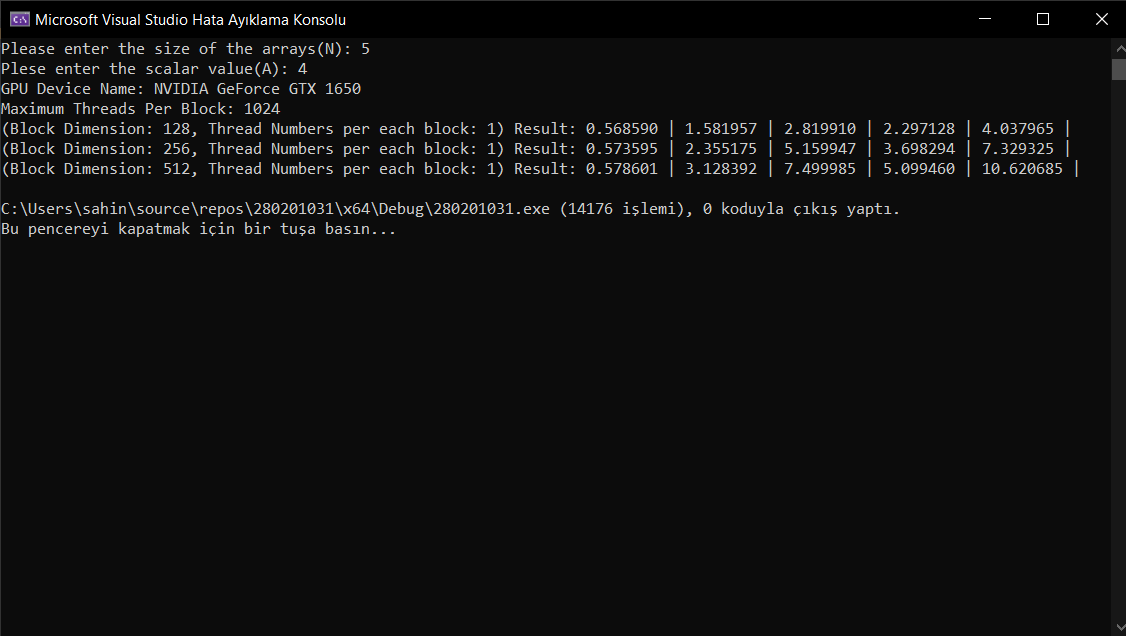 Microsoft Visual Studio Hata Ayıklama Konsolu
Please enter the size of the arrays(N): 5
Plese enter the scalar value(A): 4
GPU Device Name: NVIDIA GeForce GTX 1650
Maximum Threads Per Block: 1024
(Block Dimension: 128, Thread Numbers per each block: 1) Result: 0.568590 | 1.581957 | 2.819910 | 2.297128 | 4.037965 |
(Block Dimension: 256, Thread Numbers per each block: 1) Result: 0.573595 | 2.355175 | 5.159947 | 3.698294 | 7.329325 |
(Block Dimension: 512, Thread Numbers per each block: 1) Result: 0.578601 | 3.128392 | 7.499985 | 5.099460 | 10.620685 |
C:\Users\sahin\source\repos\280201031\x64\Debug\280201031.exe (14176 işlemi), 0 koduyla çıkış yaptı.
Bu pencereyi kapatmak için bir tuşa basın...